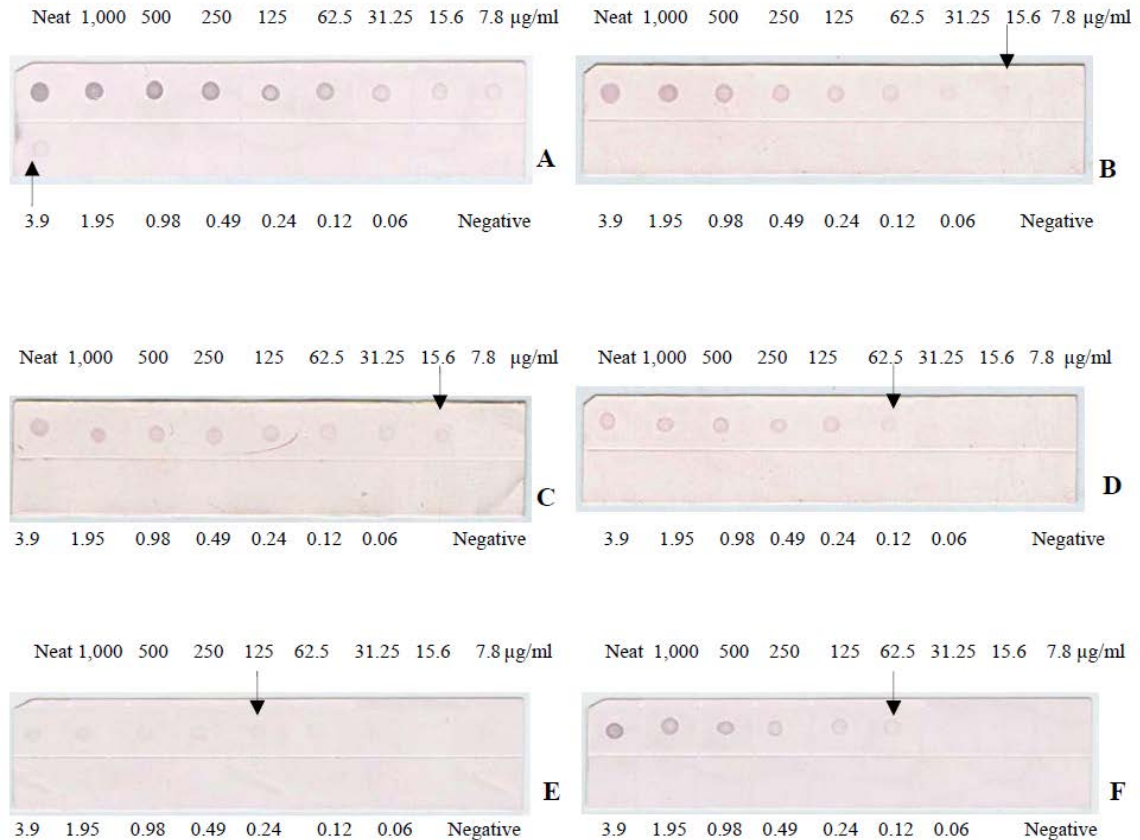 Neat 1,000 500 250 125 62.5 31.25 15.6 7.8 µg/ml
A
3.9 1.95 0.98 0.49 0.24 0.12 0.06 Negative
Neat 1,000 500 250 125 62.5 31.25 15.6 7.8 µg/ml
B
3.9 1.95 0.98 0.49 0.24 0.12 0.06 Negative
Neat 1,000 500 250 125 62.5 31.25 15.6 7.8 µg/ml
C
3.9 1.95 0.98 0.49 0.24 0.12 0.06 Negative
Neat 1,000 500 250 125 62.5 31.25 15.6 7.8 µg/ml
D
3.9 1.95 0.98 0.49 0.24 0.12 0.06 Negative
Neat 1,000 500 250 125 62.5 31.25 15.6 7.8 µg/ml
E
3.9 1.95 0.98 0.49 0.24 0.12 0.06 Negative
Neat 1,000 500 250 125 62.5 31.25 15.6 7.8 µg/ml
F
3.9 1.95 0.98 0.49 0.24 0.12 0.06 Negative